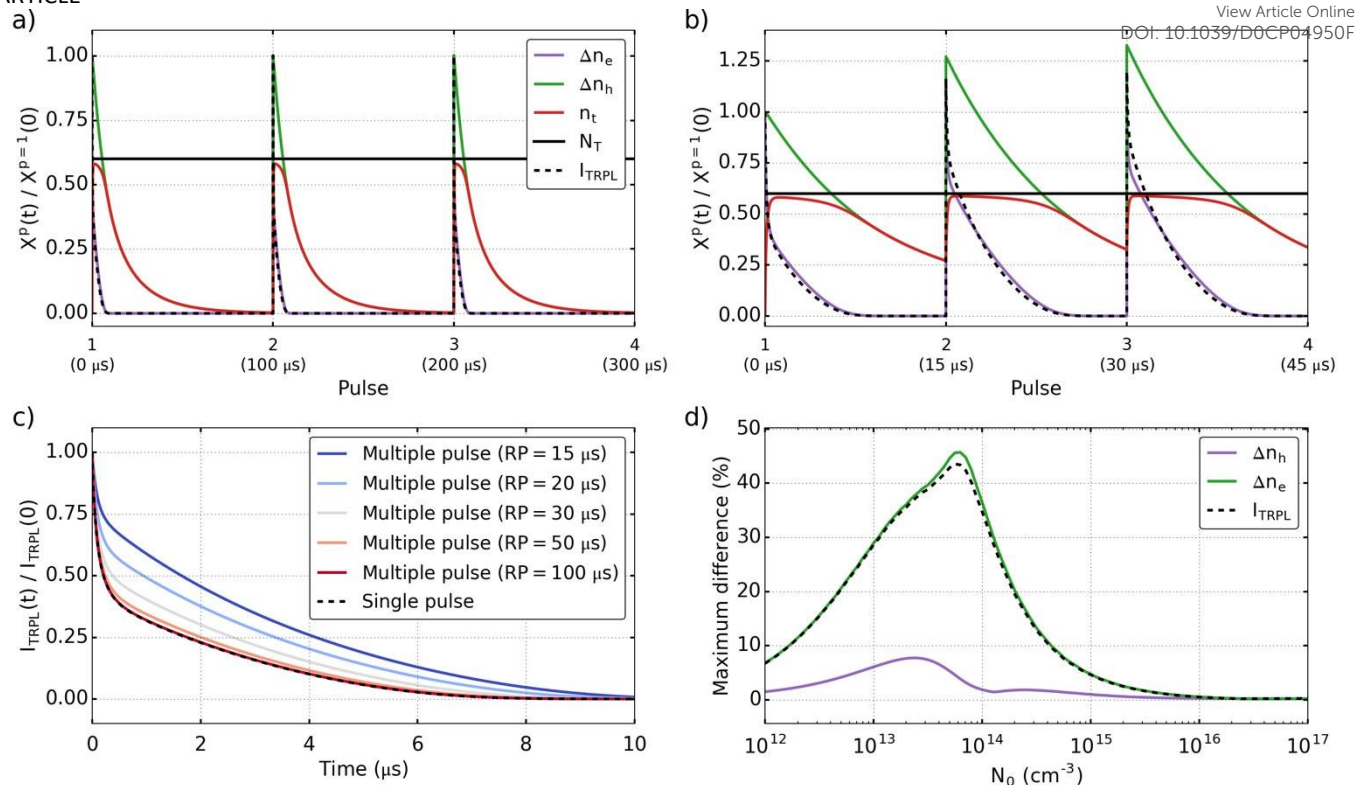 ARTICLE
View Article Online
DOI: 10.1039/D0CP04950F
a)
X^p(t) / X^{p=1}(0)
1.00
0.75
0.50
0.25
0.00
Δn_e
Δn_h
n_t
N_T
I_TRPL
1 2 3 4
(0 μs) (100 μs) (200 μs) (300 μs)
Pulse
b)
X^p(t) / X^{p=1}(0)
1.25
1.00
0.75
0.50
0.25
0.00
1 2 3 4
(0 μs) (15 μs) (30 μs) (45 μs)
Pulse
c)
I_TRPL(t) / I_TRPL(0)
1.00
0.75
0.50
0.25
0.00
Multiple pulse (RP = 15 μs)
Multiple pulse (RP = 20 μs)
Multiple pulse (RP = 30 μs)
Multiple pulse (RP = 50 μs)
Multiple pulse (RP = 100 μs)
Single pulse
0 2 4 6 8 10
Time (μs)
d)
Maximum difference (%)
50
40
30
20
10
0
Δn_h
Δn_e
I_TRPL
10^12 10^13 10^14 10^15 10^16 10^17
N_0 (cm^-3)